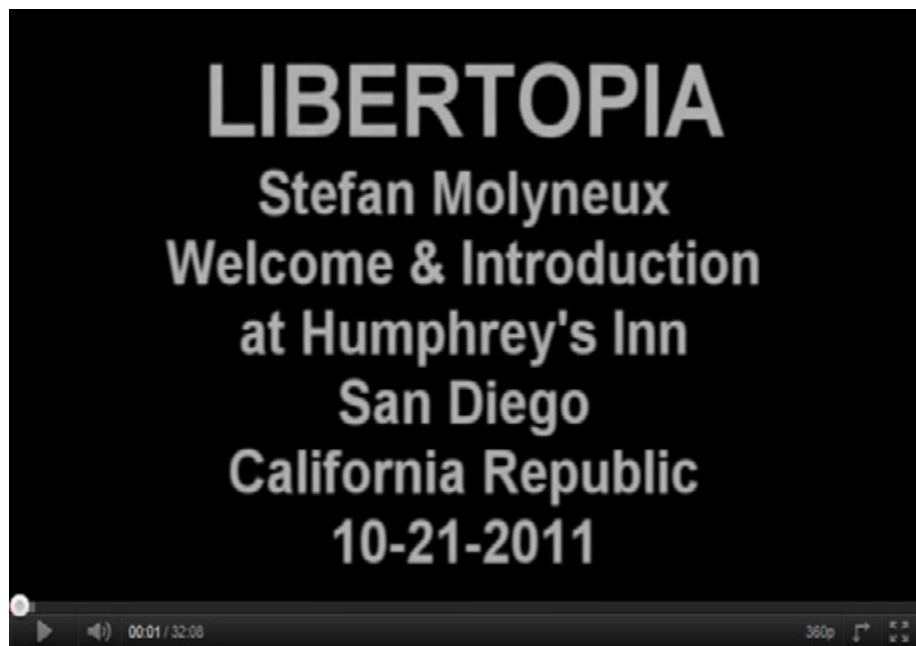 LIBERTOPIA
Stefan Molyneux
Welcome & Introduction
at Humphrey's Inn
San Diego
California Republic
10-21-2011
00:01 / 32:08 360p